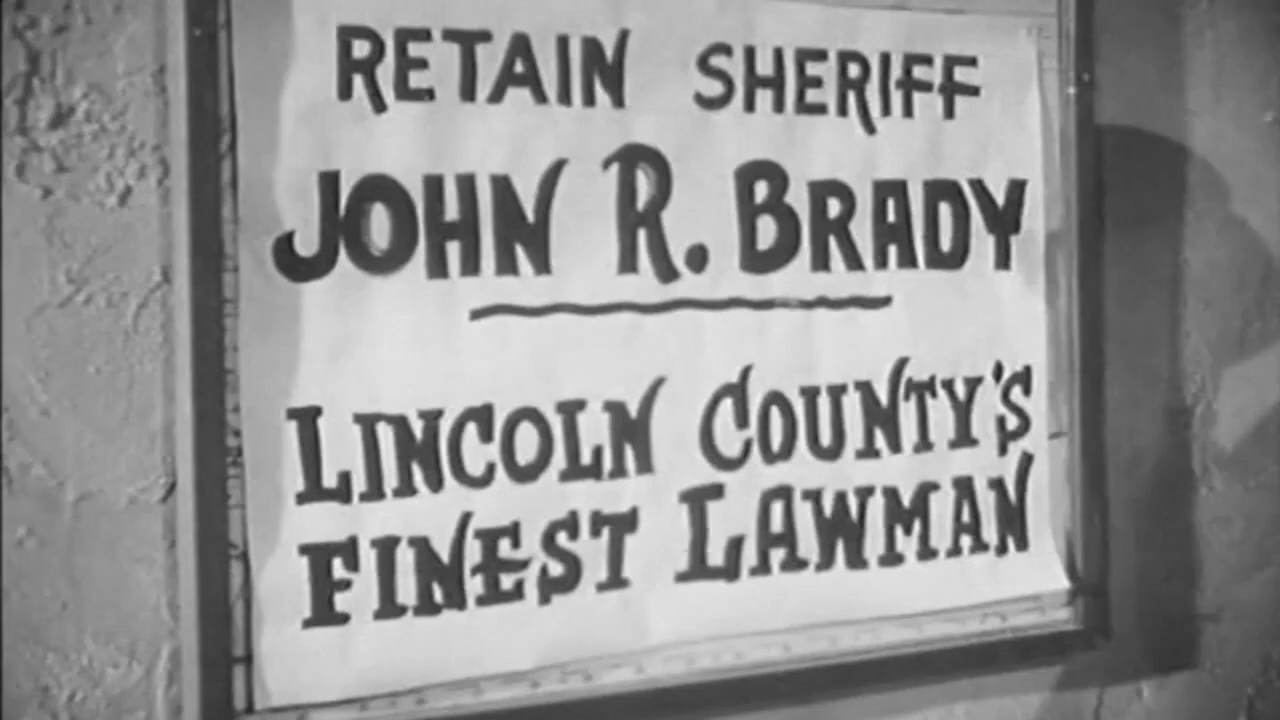 RETAIN SHERIFF
JOHN R. BRADY
LINCOLN COUNTY'S
FINEST LAWMAN